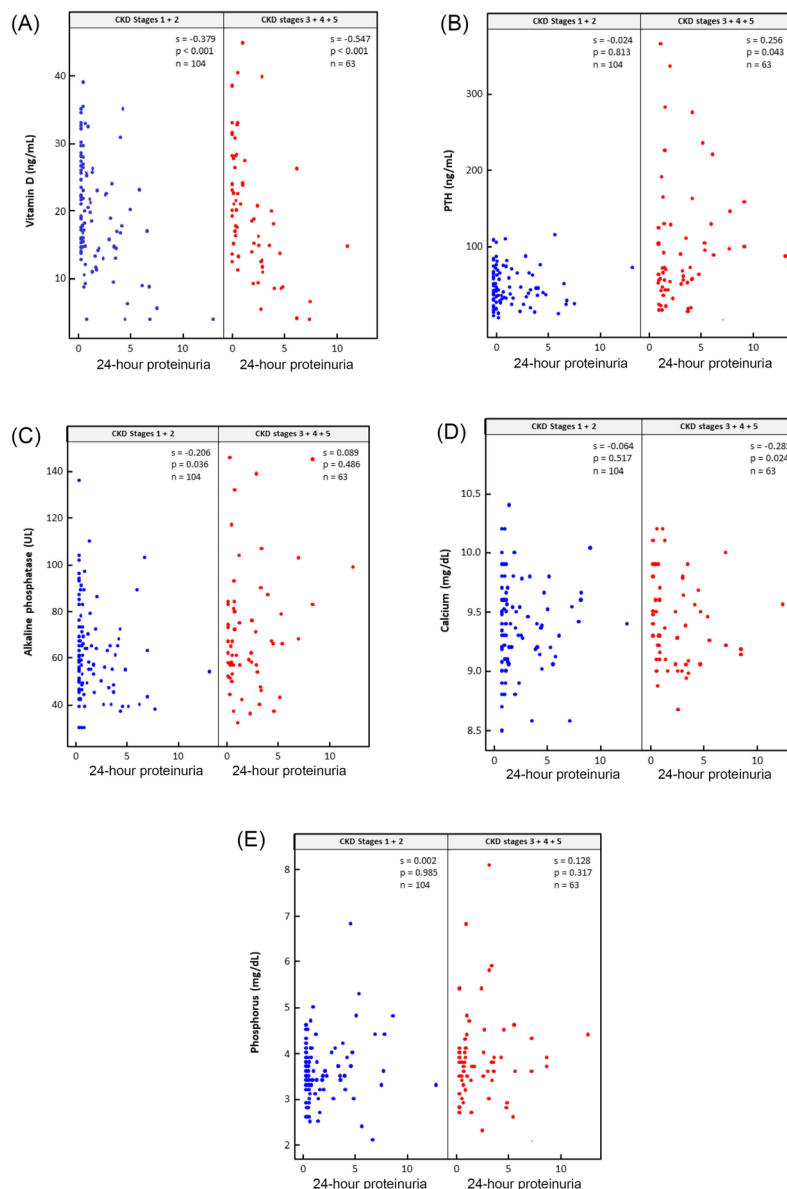 (A)
CKD Stages 1 + 2
CKD Stages 3 + 4 + 5
s = -0.379
p < 0.001
n = 104
s = -0.547
p < 0.001
n = 63
Vitamin D (ng/mL)
40
30
20
10
0
5
10
0
5
10
24-hour proteinuria
24-hour proteinuria
(B)
CKD Stages 1 + 2
CKD Stages 3 + 4 + 5
s = -0.024
p = 0.813
n = 104
s = 0.256
p = 0.043
n = 63
PTH (ng/mL)
300
200
100
0
0
5
10
0
5
10
24-hour proteinuria
24-hour proteinuria
(C)
CKD Stages 1 + 2
CKD stages 3 + 4 + 5
s = -0.206
p = 0.036
n = 104
s = 0.089
p = 0.486
n = 63
Alkaline phosphatase (UL)
140
120
100
80
60
40
0
5
10
0
5
10
24-hour proteinuria
24-hour proteinuria
(D)
CKD Stages 1 + 2
CKD stages 3 + 4 + 5
s = -0.064
p = 0.517
n = 104
p = 0.024
n = 63
Calcium (mg/dL)
10.5
10.0
9.5
9.0
8.5
0
5
10
0
5
10
24-hour proteinuria
24-hour proteinuria
(E)
CKD Stages 1 + 2
CKD stages 3 + 4 + 5
s = 0.002
p = 0.985
n = 104
s = 0.128
p = 0.317
n = 63
Phosphorus (mg/dL)
8
7
6
5
4
3
2
0
5
10
0
5
10
24-hour proteinuria
24-hour proteinuria